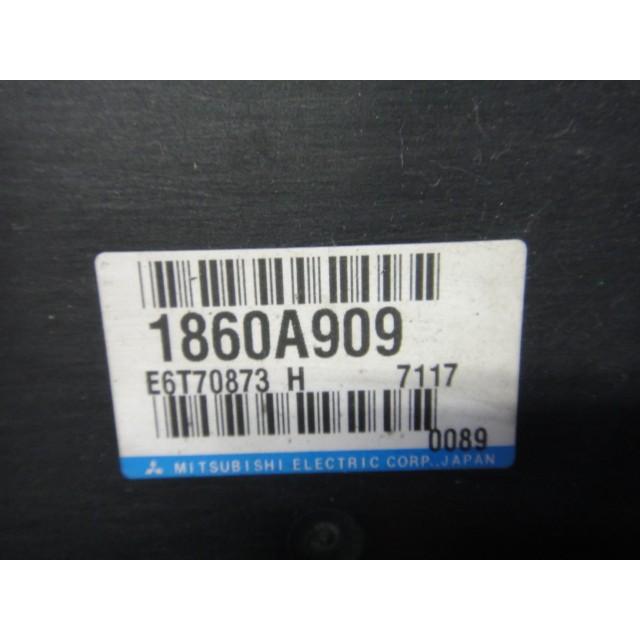 1860A909
E6T70873 H 7117
0089
MITSUBISHI ELECTRIC CORP., JAPAN